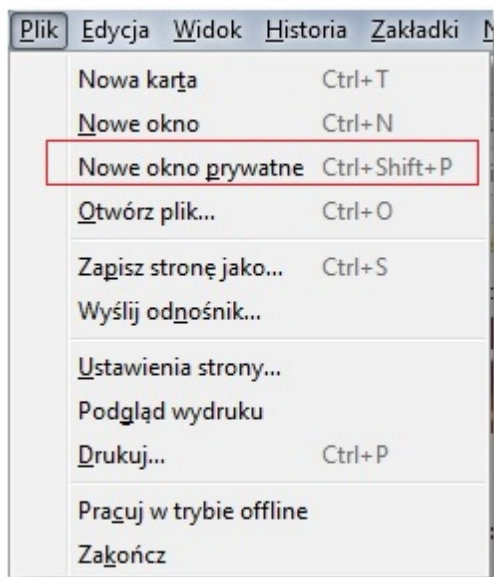 Plik Edycja Widok Historia Zakładki
Nowa karta Ctrl+T
Nowe okno Ctrl+N
Nowe okno prywatne Ctrl+Shift+P
Otwórz plik... Ctrl+O
Zapisz stronę jako... Ctrl+S
Wyślij odnośnik...
Ustawienia strony...
Podgląd wydruku
Drukuj... Ctrl+P
Pracuj w trybie offline
Zakończ